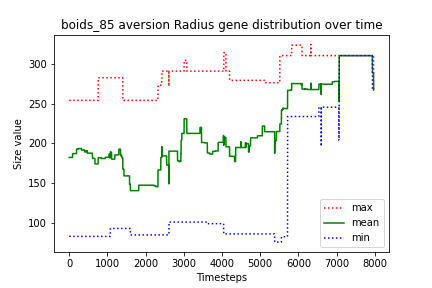 boids_85 aversion Radius gene distribution over time
Size value
300
250
200
150
100
0
1000
2000
3000
4000
5000
6000
7000
8000
Timesteps
max
mean
min